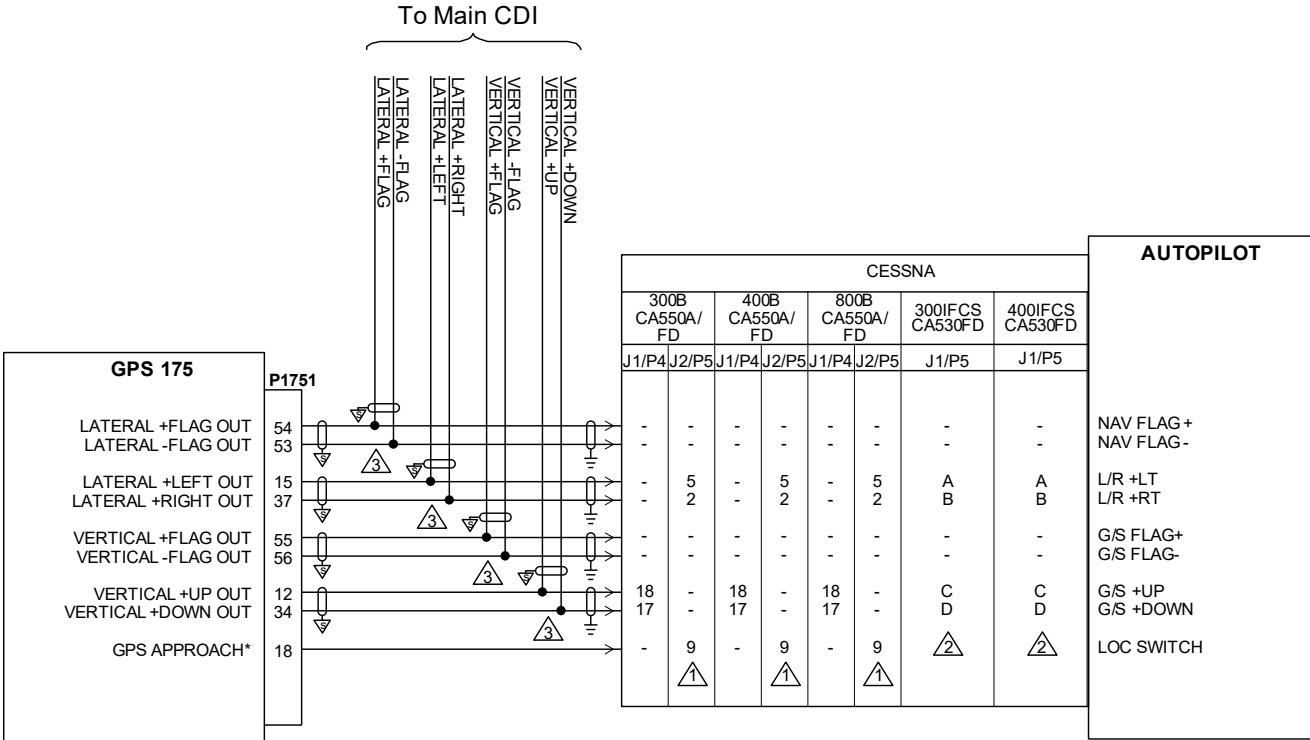 To Main CDI
LATERAL +FLAG
LATERAL -FLAG
LATERAL +LEFT
LATERAL +RIGHT
VERTICAL +FLAG
VERTICAL -FLAG
VERTICAL +UP
VERTICAL +DOWN
GPS 175
P1751
LATERAL +FLAG OUT 54
LATERAL -FLAG OUT 53
LATERAL +LEFT OUT 15
LATERAL +RIGHT OUT 37
VERTICAL +FLAG OUT 55
VERTICAL -FLAG OUT 56
VERTICAL +UP OUT 12
VERTICAL +DOWN OUT 34
GPS APPROACH* 18
S
S
S
S
S
S
S
S
3
3
3
3
CESSNA
300B CA550A/ FD
400B CA550A/ FD
800B CA550A/ FD
300IFCS CA530FD
400IFCS CA530FD
J1/P4 J2/P5 J1/P4 J2/P5 J1/P4 J2/P5 J1/P5 J1/P5
AUTOPILOT
- - - - - - - - NAV FLAG +
- - - - - - - - NAV FLAG -
- 5 - 5 - 5 A A L/R +LT
- 2 - 2 - 2 B B L/R +RT
- - - - - - - - G/S FLAG+
- - - - - - - - G/S FLAG-
18 - 18 - 18 - C C G/S +UP
17 - 17 - 17 - D D G/S +DOWN
- 9 - 9 - 9 2 2 LOC SWITCH
1 1 1